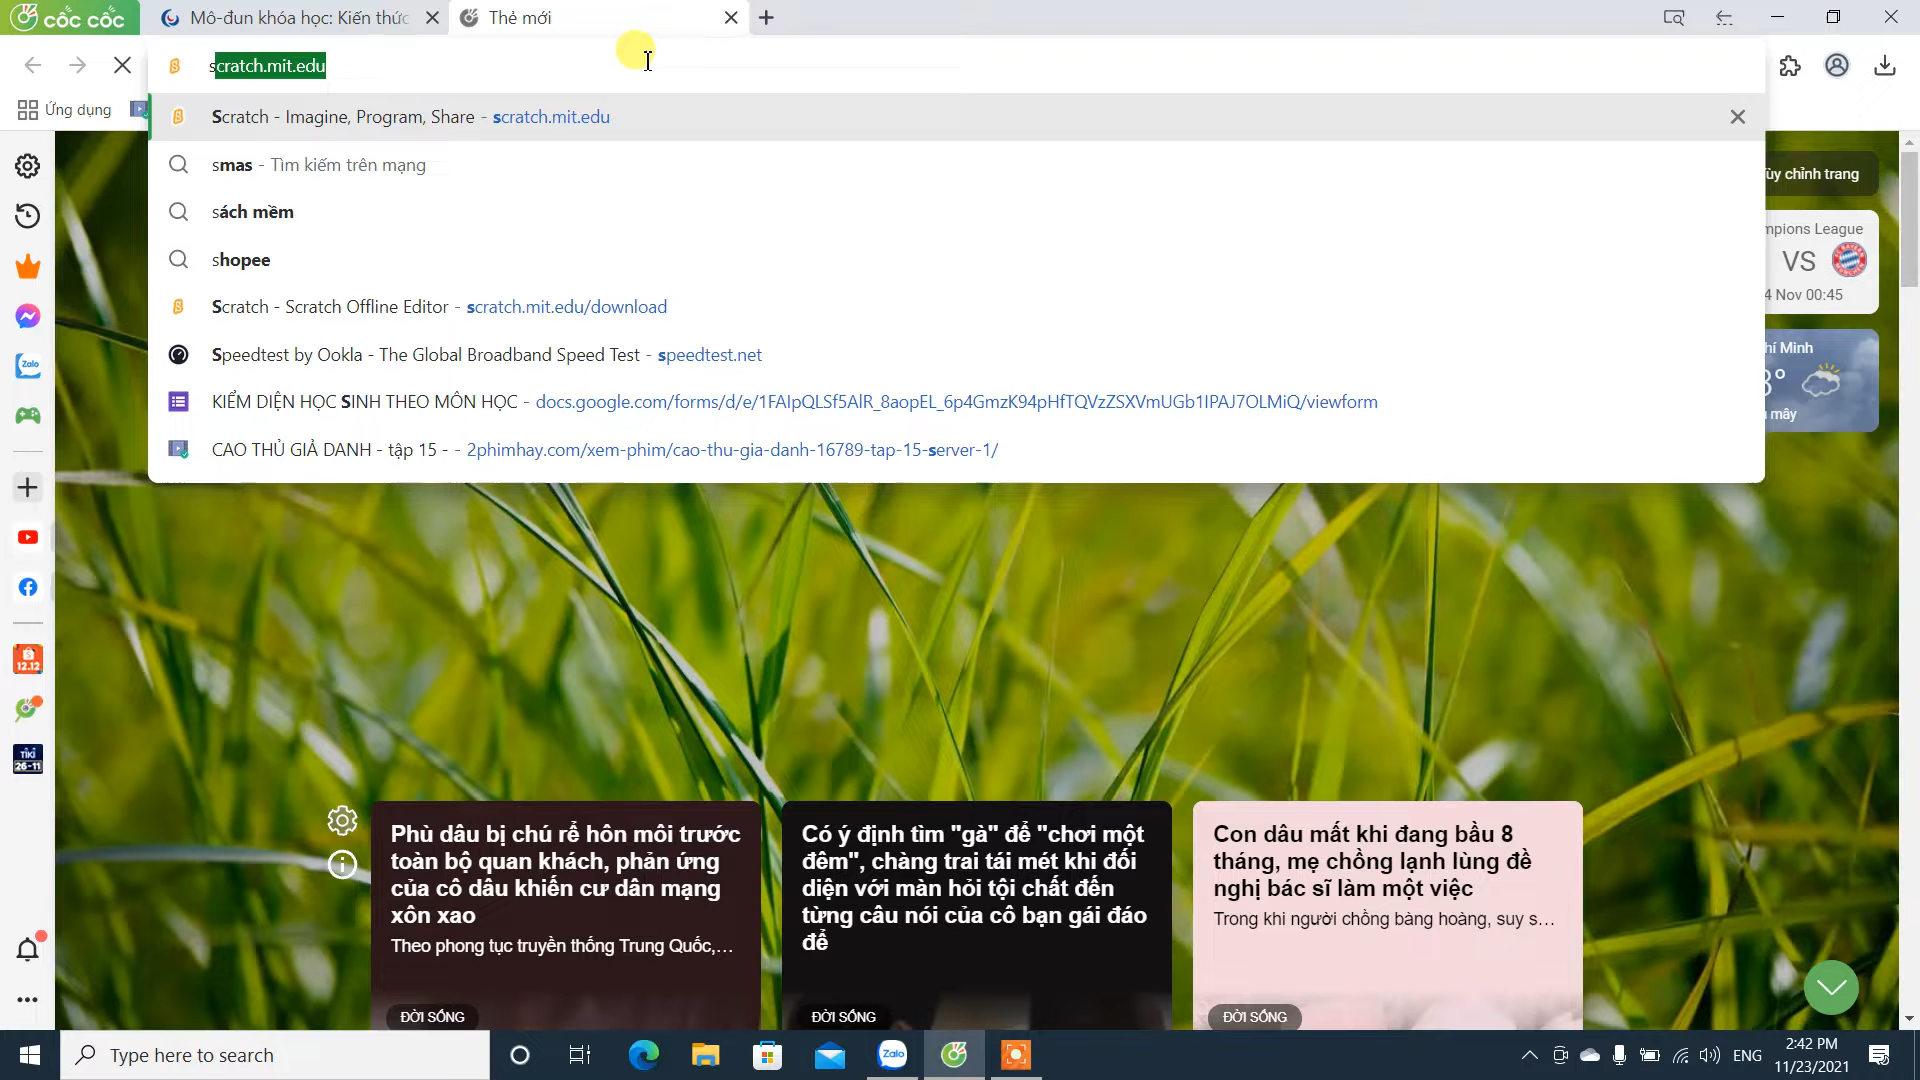 cốc cốc
Mô-đun khóa học: Kiến thức
Thẻ mới
scratch.mit.edu
Ứng dụng
Scratch - Imagine, Program, Share - scratch.mit.edu
smas - Tìm kiếm trên mạng
sách mềm
shopee
Scratch - Scratch Offline Editor - scratch.mit.edu/download
Speedtest by Ookla - The Global Broadband Speed Test - speedtest.net
KIỂM DIỆN HỌC SINH THEO MÔN HỌC - docs.google.com/forms/d/e/1FAIpQLSf5AlR_8aopEL_6p4GmzK94pHfTQVzZSXVmUGb1IPAJ7OLMiQ/viewform
CAO THỦ GIẢ DANH - tập 15 - - 2phimhay.com/xem-phim/cao-thu-gia-danh-16789-tap-15-server-1/
ùy chỉnh trang
mpions League
VS
4 Nov 00:45
hí Minh
8°
mây
Zalo
12.12
TIKI
26-11
Phù dâu bị chú rể hôn môi trước
toàn bộ quan khách, phản ứng
của cô dâu khiến cư dân mạng
xôn xao
Theo phong tục truyền thống Trung Quốc,...
ĐỜI SỐNG
Có ý định tìm "gà" để "chơi một
đêm", chàng trai tái mét khi đối
diện với màn hỏi tội chất đến
từng câu nói của cô bạn gái đáo
để
ĐỜI SỐNG
Con dâu mất khi đang bầu 8
tháng, mẹ chồng lạnh lùng đề
nghị bác sĩ làm một việc
Trong khi người chồng bàng hoàng, suy s...
ĐỜI SỐNG
Type here to search
Zalo
ENG
2:42 PM
11/23/2021